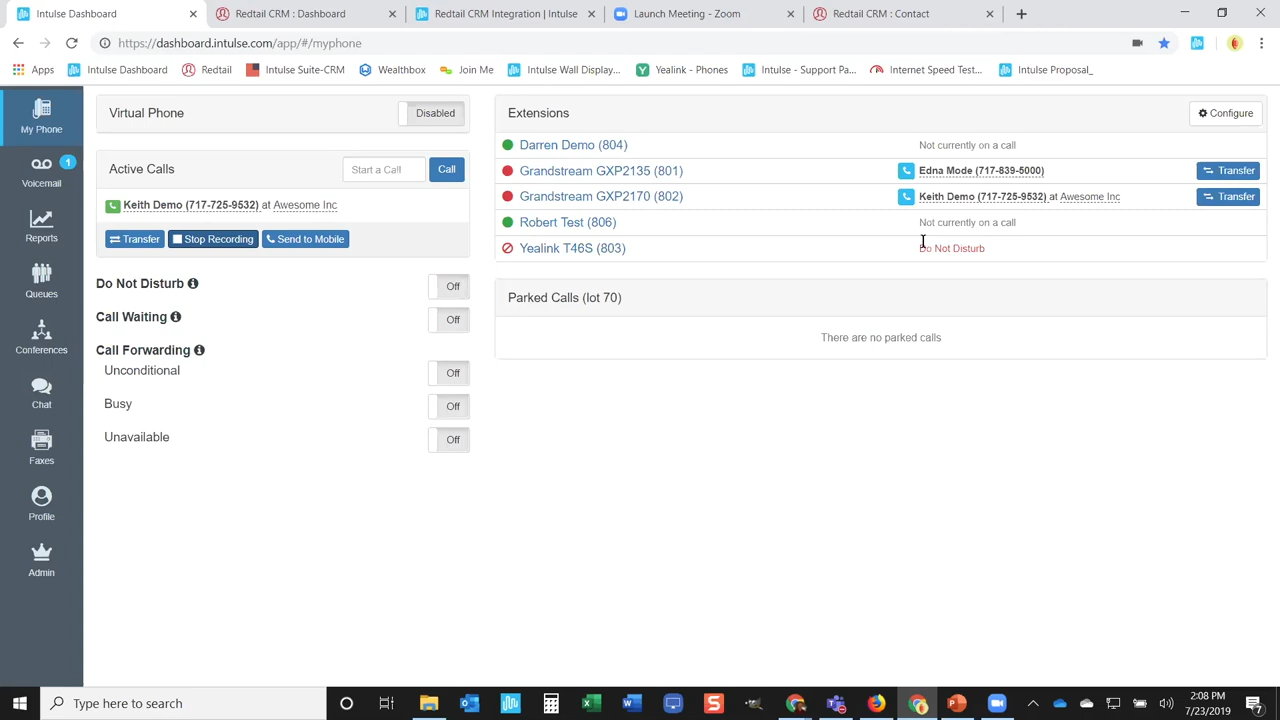 Intulse Dashboard
Redtail CRM : Dashboard
Redtail CRM Integration | Intulse
Launch Meeting - Zoom
Redtail CRM : Contact
https://dashboard.intulse.com/app/#/myphone
Apps
Intulse Dashboard
Redtail
Intulse Suite-CRM
Wealthbox
Join Me
Intulse Wall Display...
Yealink - Phones
Intulse - Support Pa...
Internet Speed Test...
Intulse Proposal_
My Phone
Voicemail
1
Reports
Queues
Conferences
Chat
Faxes
Profile
Admin
Virtual Phone
Disabled
Active Calls
Start a Call
Call
Keith Demo (717-725-9532) at Awesome Inc
Transfer
Stop Recording
Send to Mobile
Do Not Disturb
Off
Call Waiting
Off
Call Forwarding
Unconditional
Off
Busy
Off
Unavailable
Off
Extensions
Configure
Darren Demo (804)
Not currently on a call
Grandstream GXP2135 (801)
Edna Mode (717-839-5000)
Transfer
Grandstream GXP2170 (802)
Keith Demo (717-725-9532) at Awesome Inc
Transfer
Robert Test (806)
Not currently on a call
Yealink T46S (803)
Do Not Disturb
Parked Calls (lot 70)
There are no parked calls
Type here to search
2:08 PM
7/23/2019
7